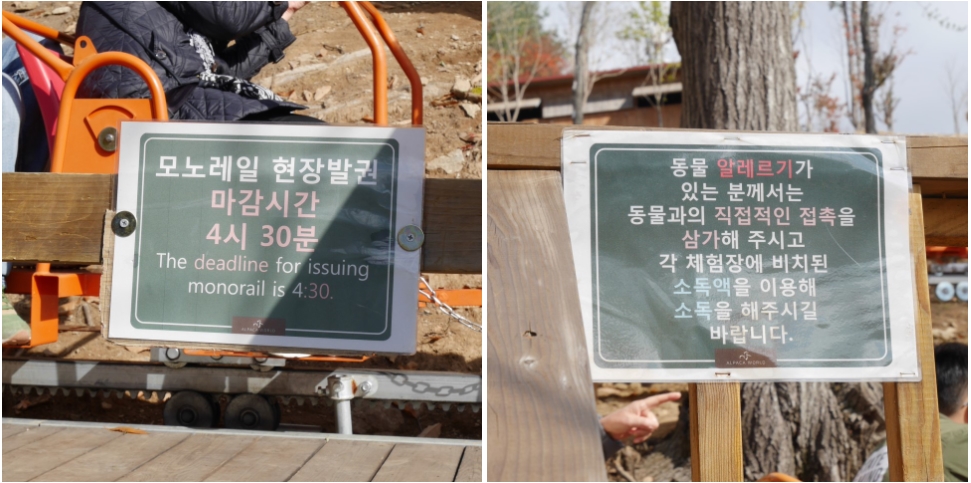 모노레일 현장발권
마감시간
4시 30분
The deadline for issuing
monorail is 4:30.
ALPACA WORLD
동물 알레르기가
있는 분께서는
동물과의 직접적인 접촉을
삼가해 주시고
각 체험장에 비치된
소독액을 이용해
소독을 해주시길
바랍니다.
ALPACA WORLD